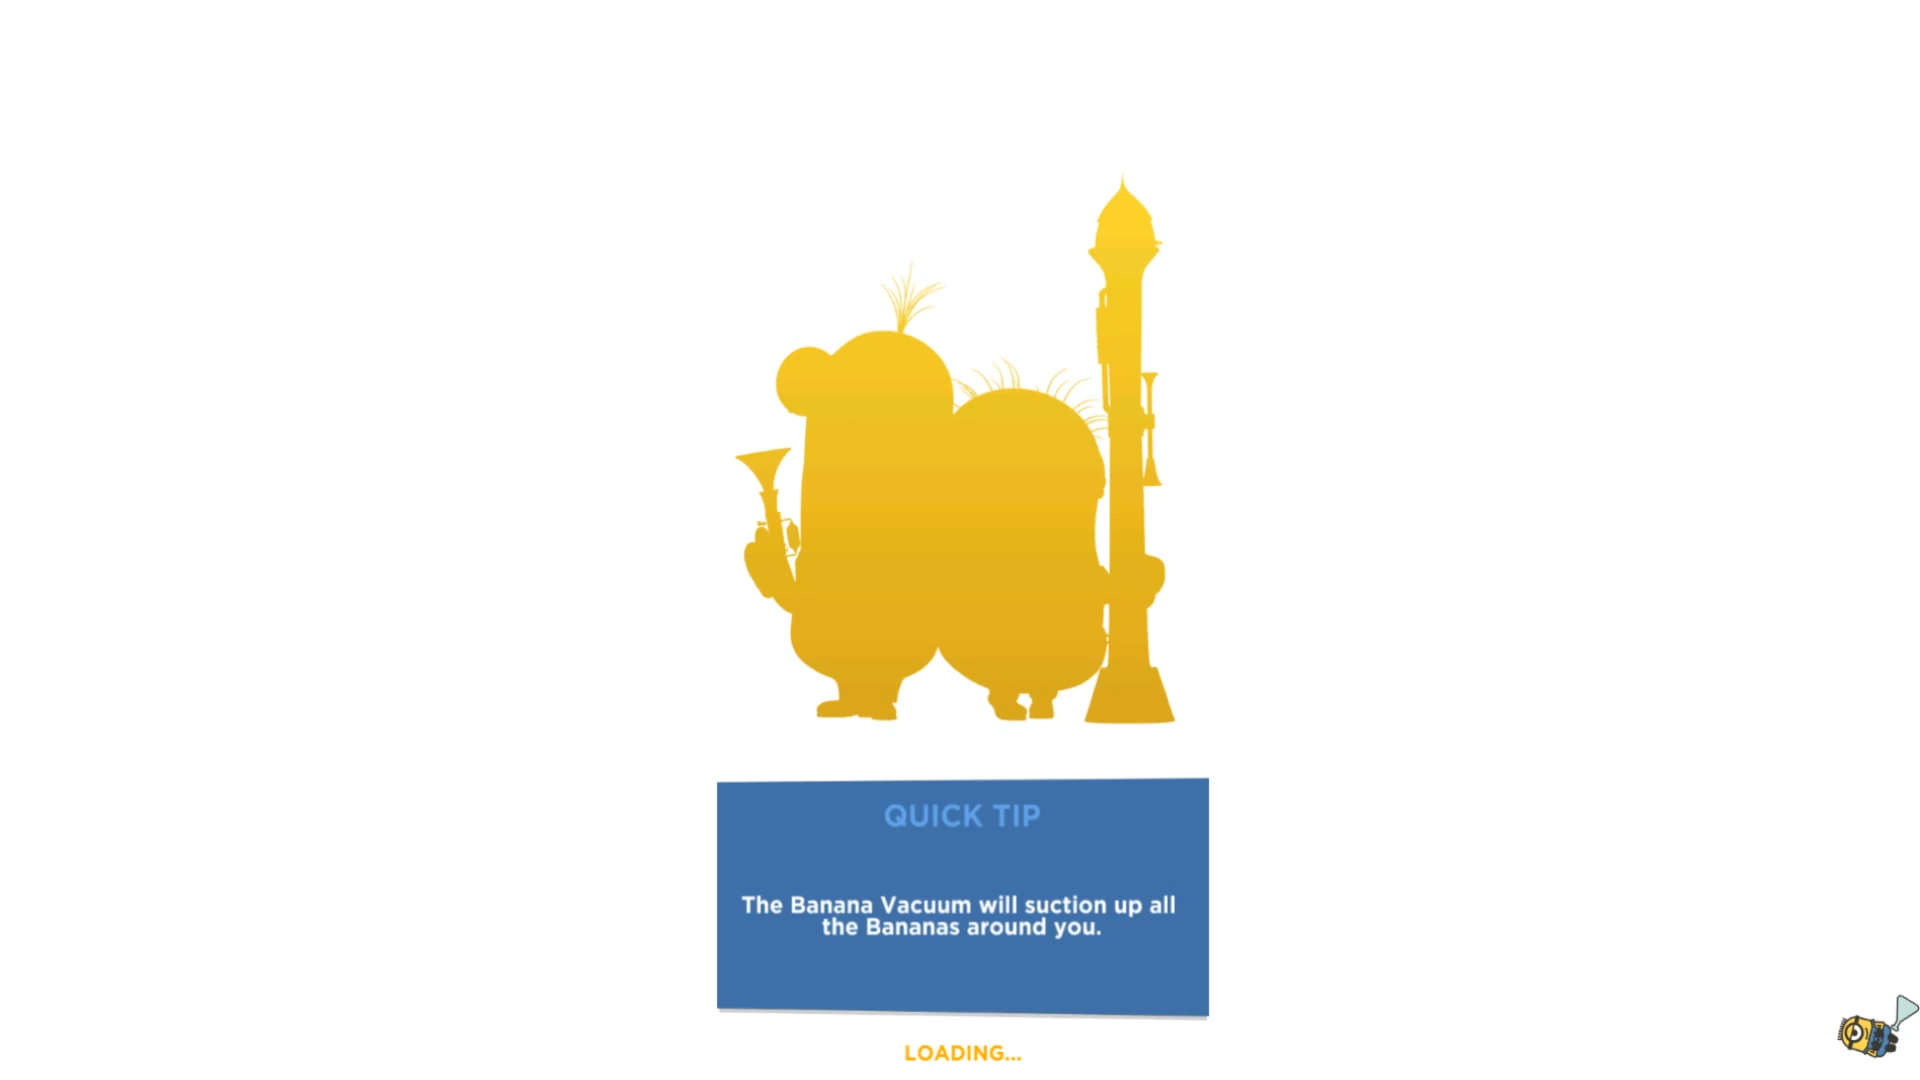 QUICK TIP
The Banana Vacuum will suction up all
the Bananas around you.
LOADING...